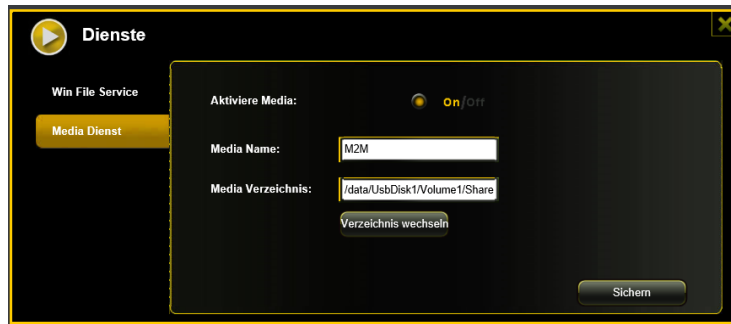 Dienste
Win File Service
Media Dienst
Aktiviere Media: On/Off
Media Name: M2M
Media Verzeichnis: /data/UsbDisk1/Volume1/Share
Verzeichnis wechseln
Sichern